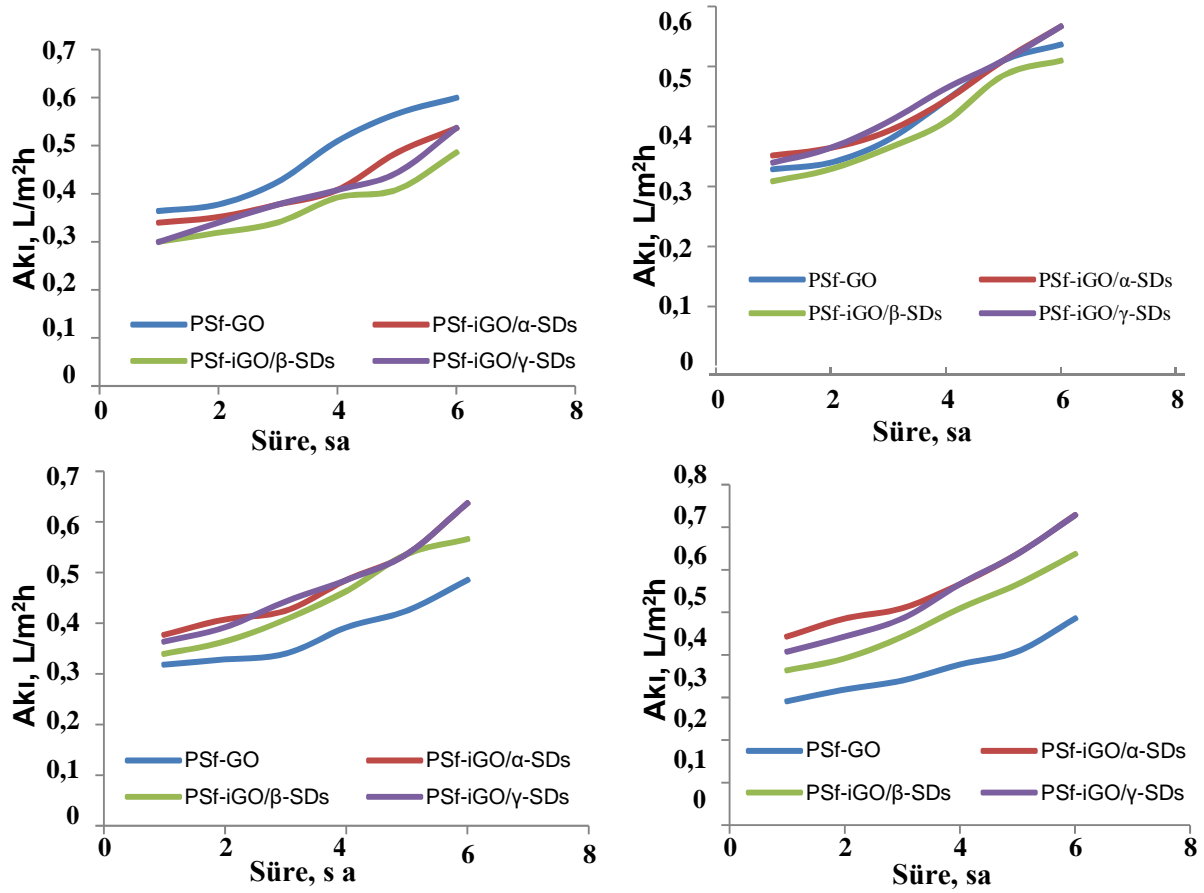 0,7
0,6
0,5
0,4
0,3
0,2
0,1
0
Akı, L/m²h
PSf-GO PSf-iGO/α-SDs
PSf-iGO/β-SDs PSf-iGO/γ-SDs
0 2 4 6 8
Süre, sa
0,6
0,5
0,4
0,3
0,2
0,1
0
Akı, L/m²h
PSf-GO PSf-iGO/α-SDs
PSf-iGO/β-SDs PSf-iGO/γ-SDs
0 2 4 6 8
Süre, sa
0,7
0,6
0,5
0,4
0,3
0,2
0,1
0
Akı, L/m²h
PSf-GO PSf-iGO/α-SDs
PSf-iGO/β-SDs PSf-iGO/γ-SDs
0 2 4 6 8
Süre, s a
0,8
0,7
0,6
0,5
0,4
0,3
0,2
0,1
0
Akı, L/m²h
PSf-GO PSf-iGO/α-SDs
PSf-iGO/β-SDs PSf-iGO/γ-SDs
0 2 4 6 8
Süre, sa